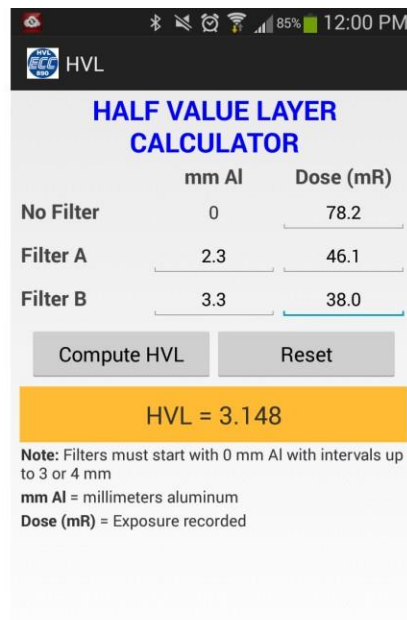 85% 12:00 PM
HVL ECC 890 HVL
HALF VALUE LAYER
CALCULATOR
mm Al Dose (mR)
No Filter 0 78.2
Filter A 2.3 46.1
Filter B 3.3 38.0
Compute HVL Reset
HVL = 3.148
Note: Filters must start with 0 mm Al with intervals up
to 3 or 4 mm
mm Al = millimeters aluminum
Dose (mR) = Exposure recorded